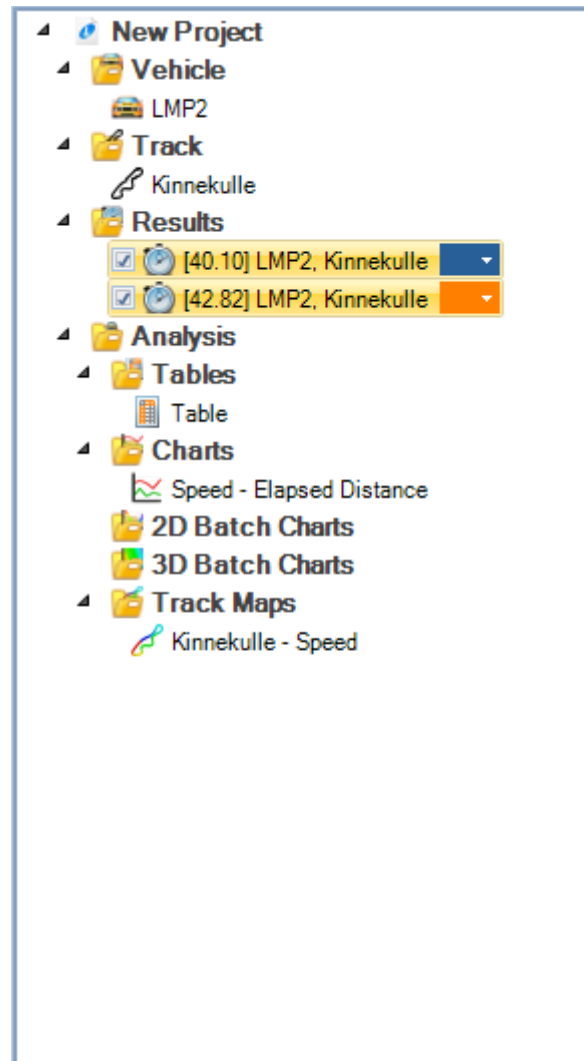 New Project
Vehicle
LMP2
Track
Kinnekulle
Results
[40.10] LMP2, Kinnekulle
[42.82] LMP2, Kinnekulle
Analysis
Tables
Table
Charts
Speed - Elapsed Distance
2D Batch Charts
3D Batch Charts
Track Maps
Kinnekulle - Speed